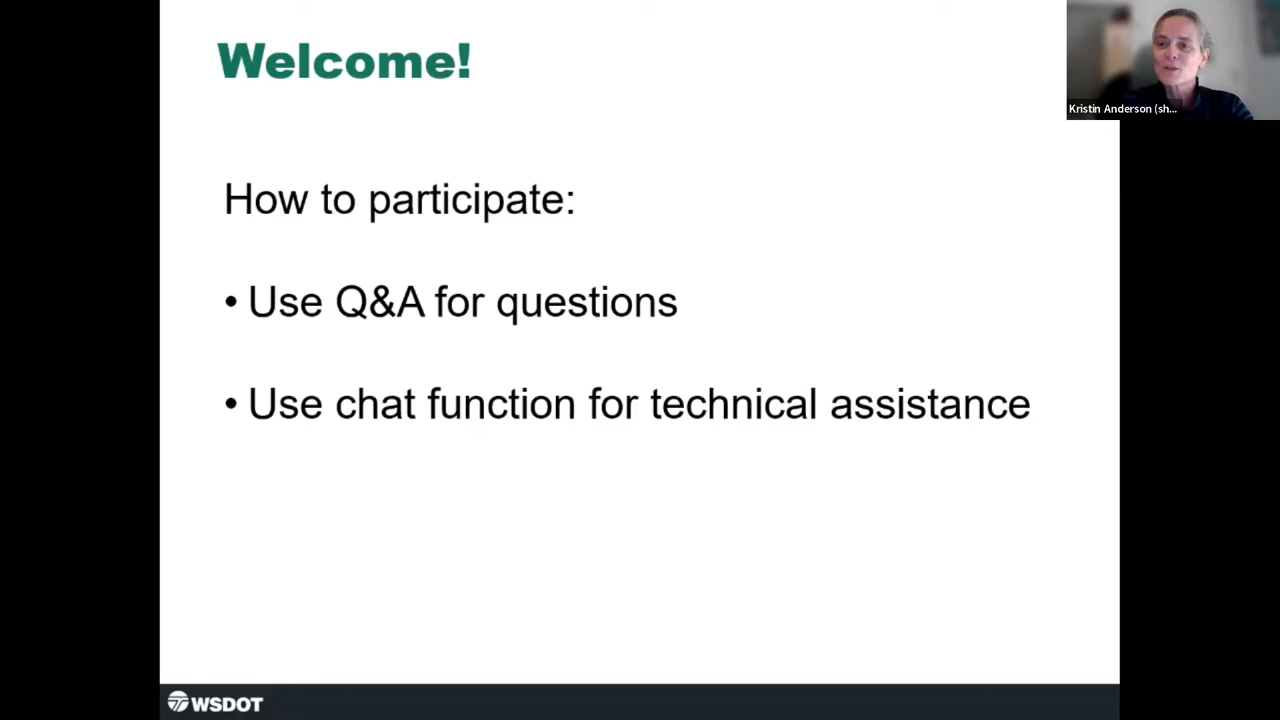 Welcome!
Kristin Anderson (sh...
How to participate:
• Use Q&A for questions
• Use chat function for technical assistance
WSDOT